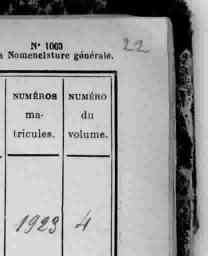 N° 1003
22
Nomenclature générale.
NUMÉROS NUMÉRO
ma- du
tricules. volume.
1923 4